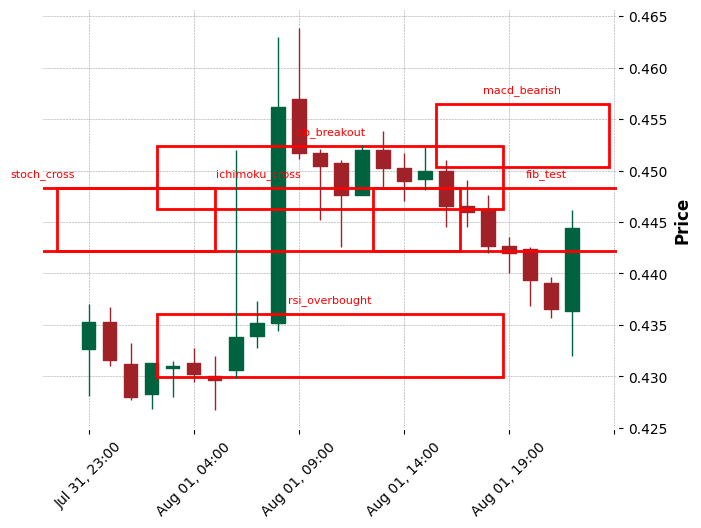 macd_bearish
b_breakout
stoch_cross
ichimoku_cross
fib_test
rsi_overbought
0.465
0.460
0.455
0.450
0.445
0.440
0.435
0.430
0.425
Price
Jul 31, 23:00
Aug 01, 04:00
Aug 01, 09:00
Aug 01, 14:00
Aug 01, 19:00